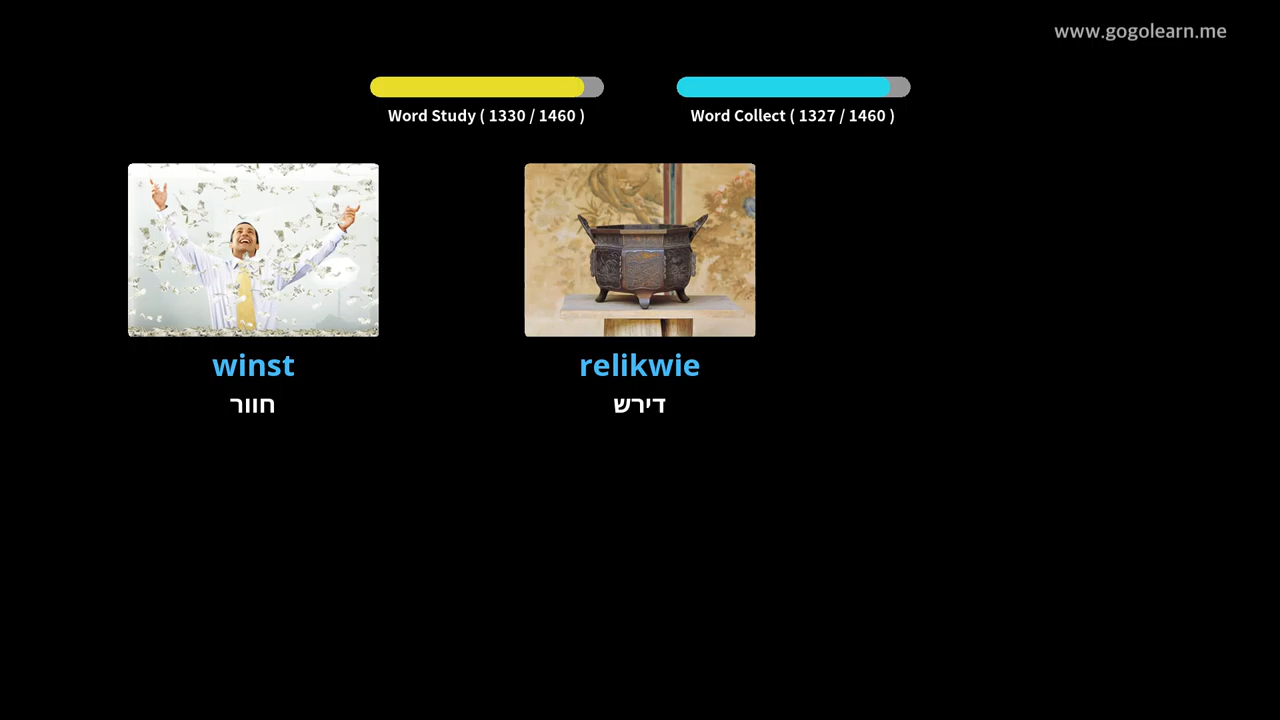 www.gogolearn.me
Word Study ( 1330 / 1460 )
Word Collect ( 1327 / 1460 )
winst
חוור
relikwie
דירש